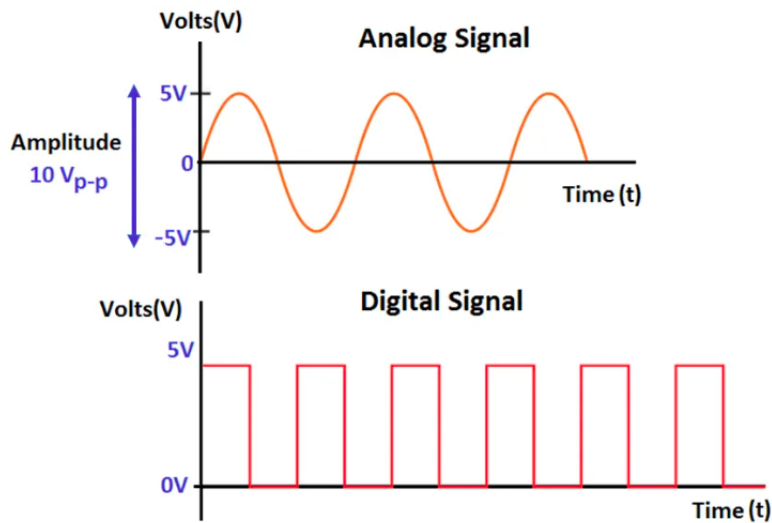 Volts(V)
Analog Signal
5V
Amplitude
10 Vp-p
0
Time (t)
-5V
Digital Signal
Volts(V)
5V
0V
Time (t)